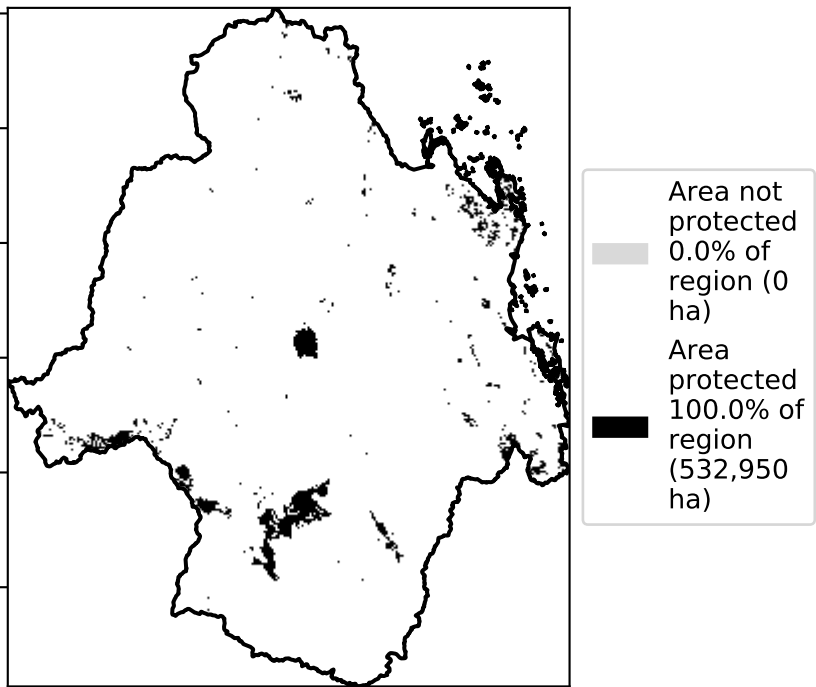 Area not
protected
0.0% of
region (0
ha)
Area
protected
100.0% of
region
(532,950
ha)